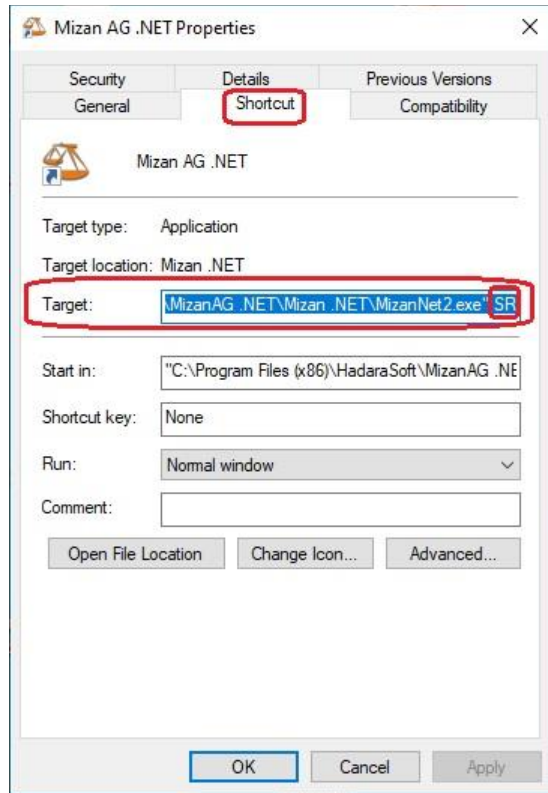 Mizan AG .NET Properties
Security Details Previous Versions
General Shortcut Compatibility
Mizan AG .NET
Target type: Application
Target location: Mizan .NET
Target: \MizanAG .NET\Mizan .NET\MizanNet2.exe" SR
Start in: "C:\Program Files (x86)\HadaraSoft\MizanAG .NE
Shortcut key: None
Run: Normal window
Comment:
Open File Location Change Icon... Advanced...
OK Cancel Apply